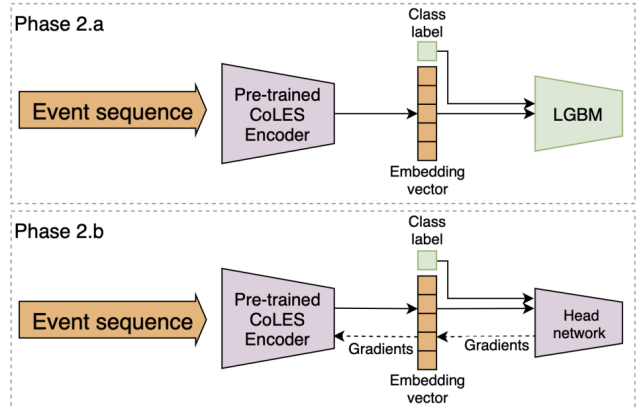 Phase 2.a
Class
label
Event sequence
Pre-trained
CoLES
Encoder
LGBM
Embedding
vector
Phase 2.b
Class
label
Event sequence
Pre-trained
CoLES
Encoder
Head
network
Gradients
Gradients
Embedding
vector